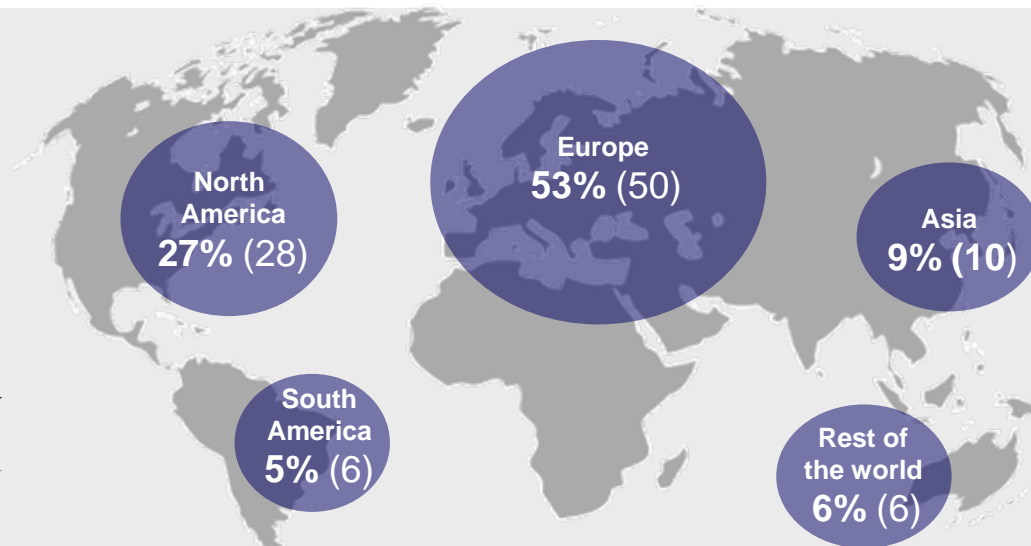 North
America
27% (28)
Europe
53% (50)
Asia
9% (10)
South
America
5% (6)
Rest of
the world
6% (6)